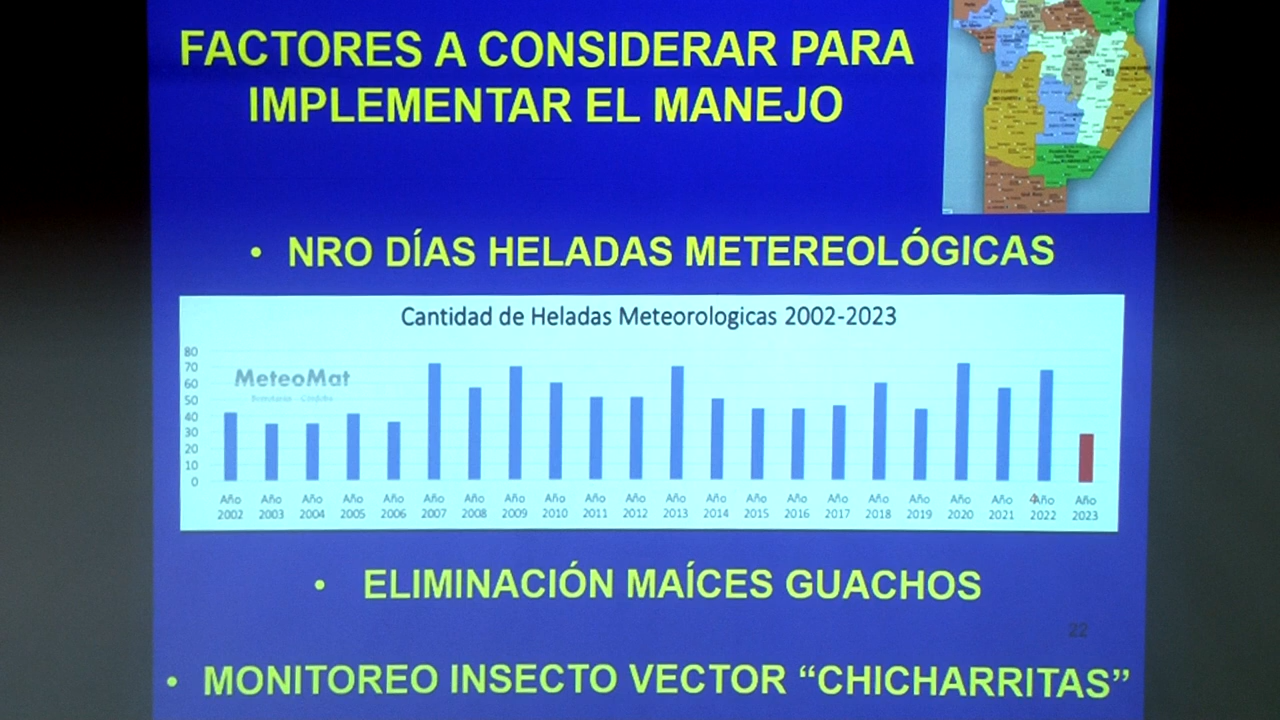 FACTORES A CONSIDERAR PARA
IMPLEMENTAR EL MANEJO
• NRO DÍAS HELADAS METEREOLÓGICAS
Cantidad de Heladas Meteorologicas 2002-2023
MeteoMat
80
70
60
50
40
30
20
10
0
Año 2002
Año 2003
Año 2004
Año 2005
Año 2006
Año 2007
Año 2008
Año 2009
Año 2010
Año 2011
Año 2012
Año 2013
Año 2014
Año 2015
Año 2016
Año 2017
Año 2018
Año 2019
Año 2020
Año 2021
Año 2022
Año 2023
• ELIMINACIÓN MAÍCES GUACHOS
22
• MONITOREO INSECTO VECTOR “CHICHARRITAS”